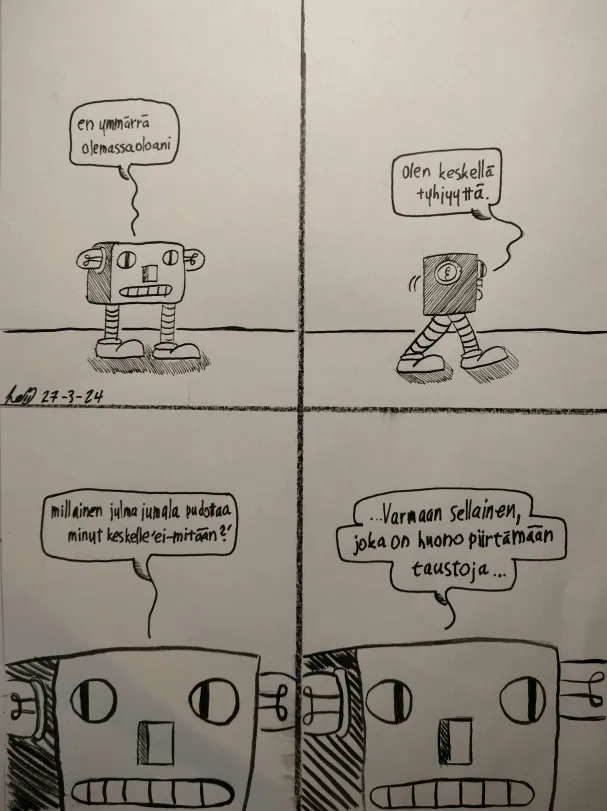 en ymmärrä
olemassaoloani
Olen keskellä
tyhjyyttä.
27-3-24
millainen julma jumala pudottaa
minut keskelle "ei-mitään?"
...Varmaan sellainen,
joka on huono piirtämään
taustoja...